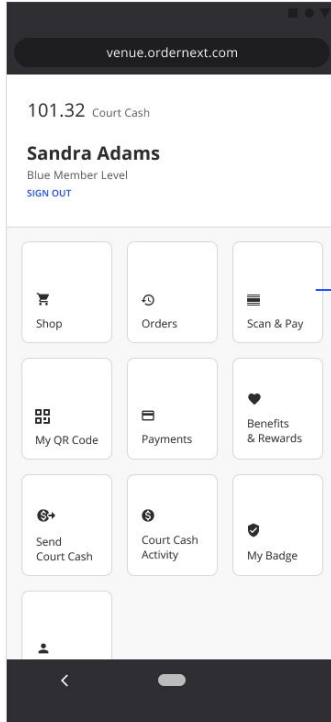 venue.ordernext.com
101.32 Court Cash
Sandra Adams
Blue Member Level
SIGN OUT
Shop
Orders
Scan & Pay
My QR Code
Payments
Benefits
& Rewards
Send
Court Cash
Court Cash
Activity
My Badge